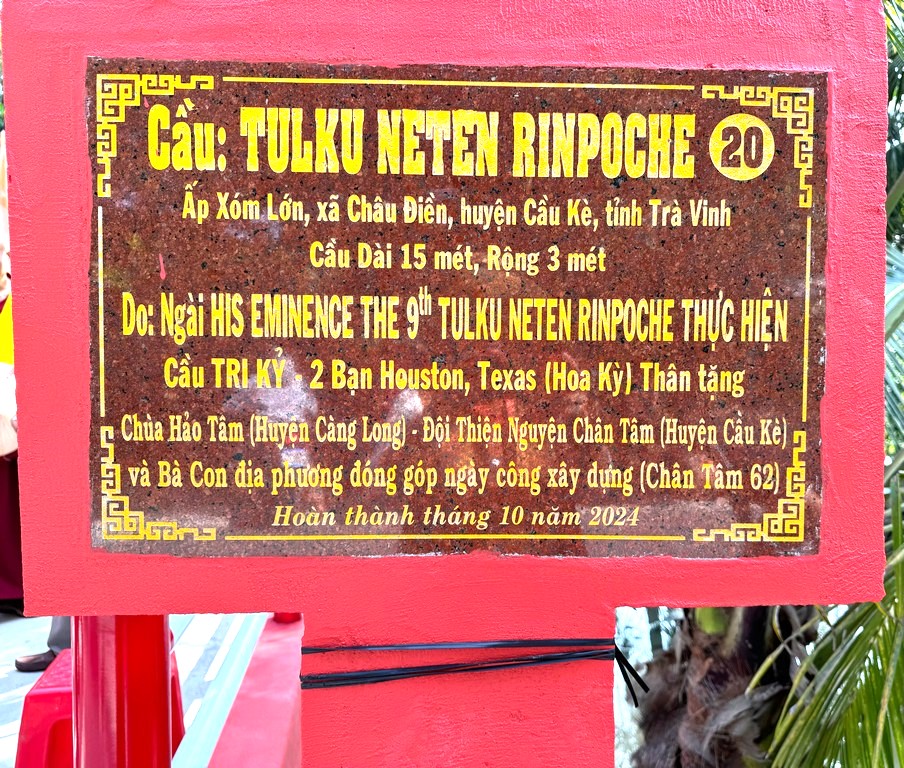 Cầu: TULKU NETEN RINPOCHE 20
Ấp Xóm Lớn, xã Châu Điền, huyện Cầu Kè, tỉnh Trà Vinh
Cầu Dài 15 mét, Rộng 3 mét
Do: Ngài HIS EMINENCE THE 9th TULKU NETEN RINPOCHE THỰC HIỆN
Cầu TRI KỶ - 2 Bạn Houston, Texas (Hoa Kỳ) Thân tặng
Chùa Hảo Tâm (Huyện Càng Long) - Đội Thiện Nguyện Chân Tâm (Huyện Cầu Kè)
và Bà Con địa phương đóng góp ngày công xây dựng (Chân Tâm 62)
Hoàn thành tháng 10 năm 2024